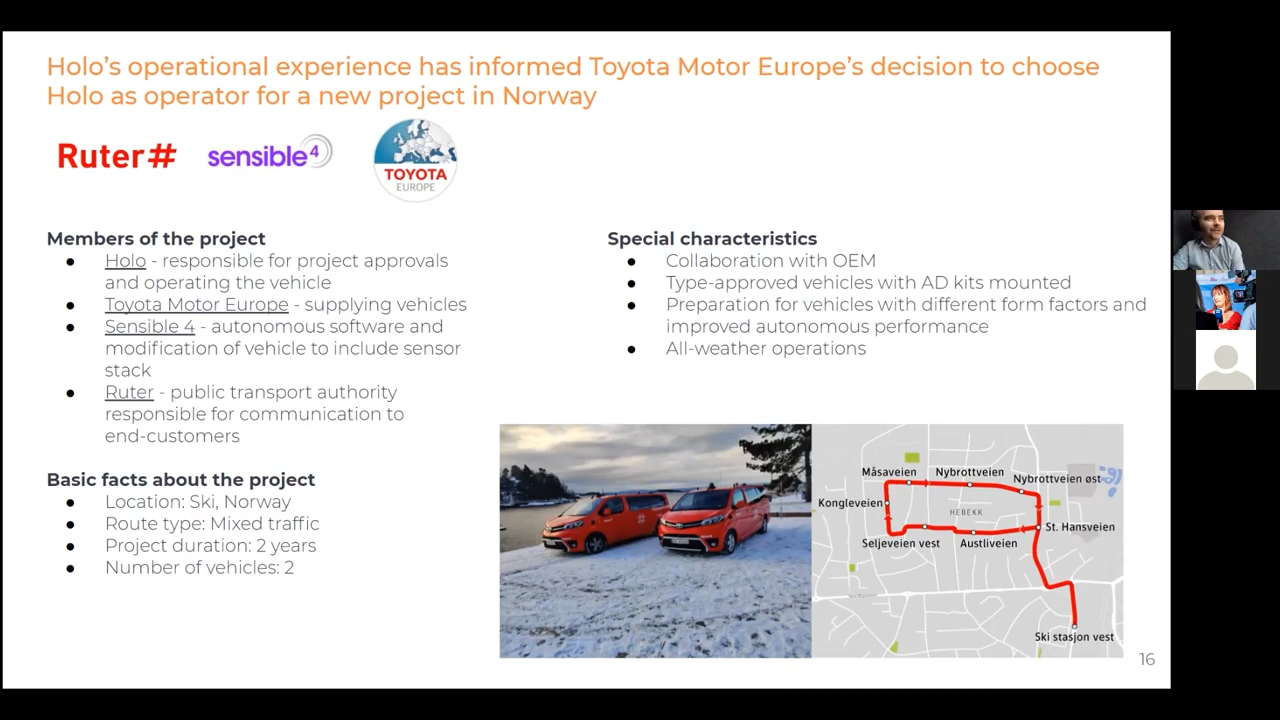 Holo's operational experience has informed Toyota Motor Europe's decision to choose
Holo as operator for a new project in Norway
Ruter#
sensible4
TOYOTA
EUROPE
Members of the project
● Holo - responsible for project approvals
and operating the vehicle
● Toyota Motor Europe - supplying vehicles
● Sensible 4 - autonomous software and
modification of vehicle to include sensor
stack
● Ruter - public transport authority
responsible for communication to
end-customers
Basic facts about the project
● Location: Ski, Norway
● Route type: Mixed traffic
● Project duration: 2 years
● Number of vehicles: 2
Special characteristics
● Collaboration with OEM
● Type-approved vehicles with AD kits mounted
● Preparation for vehicles with different form factors and
improved autonomous performance
● All-weather operations
Måsaveien
Nybrottveien
Nybrottveien øst
Kongleveien
HEBEKK
St. Hansveien
Seljeveien vest
Austliveien
Ski stasjon vest
16